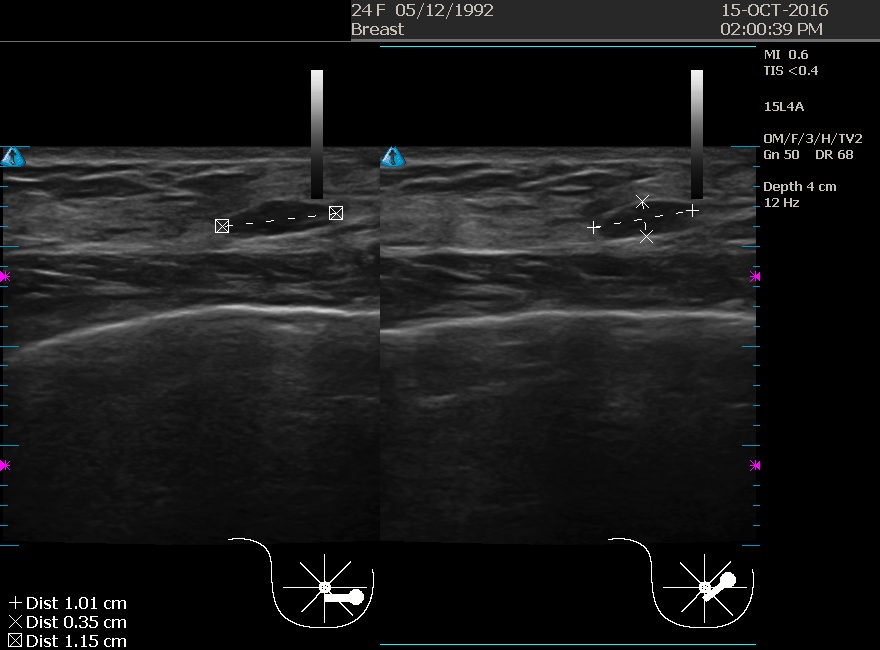 24 F 05/12/1992
15-OCT-2016
Breast
02:00:39 PM
MI 0.6
TIS <0.4
15L4A
OM/F/3/H/TV2
Gn 50 DR 68
Depth 4 cm
12 Hz
Dist 1.01 cm
Dist 0.35 cm
Dist 1.15 cm